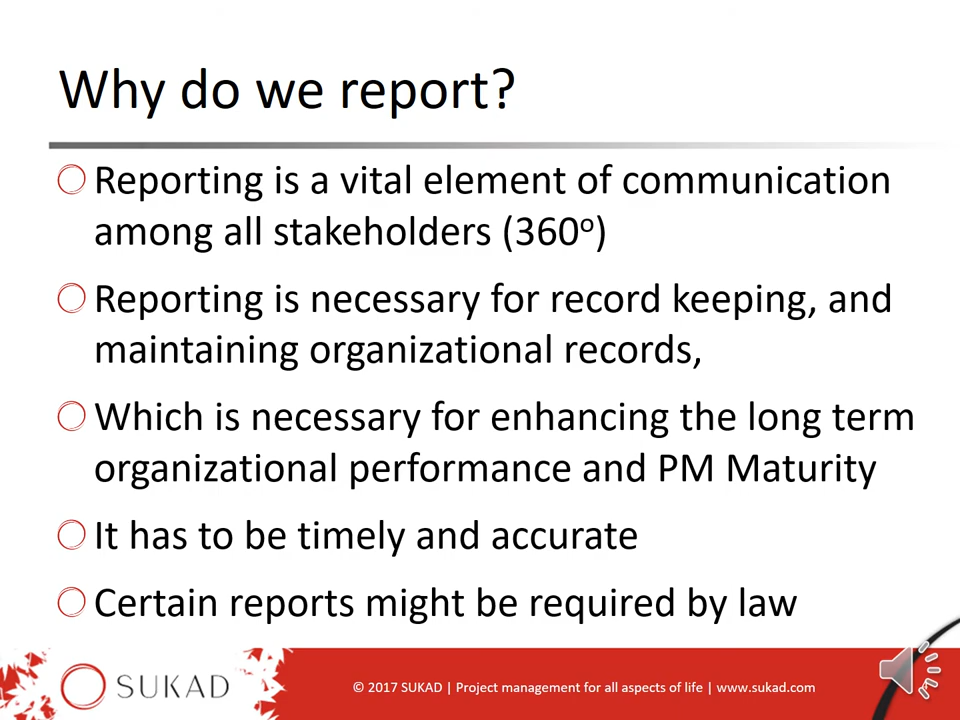 Why do we report?
Reporting is a vital element of communication
among all stakeholders (360º)
Reporting is necessary for record keeping, and
maintaining organizational records,
Which is necessary for enhancing the long term
organizational performance and PM Maturity
It has to be timely and accurate
Certain reports might be required by law
SUKAD
© 2017 SUKAD | Project management for all aspects of life | www.sukad.com